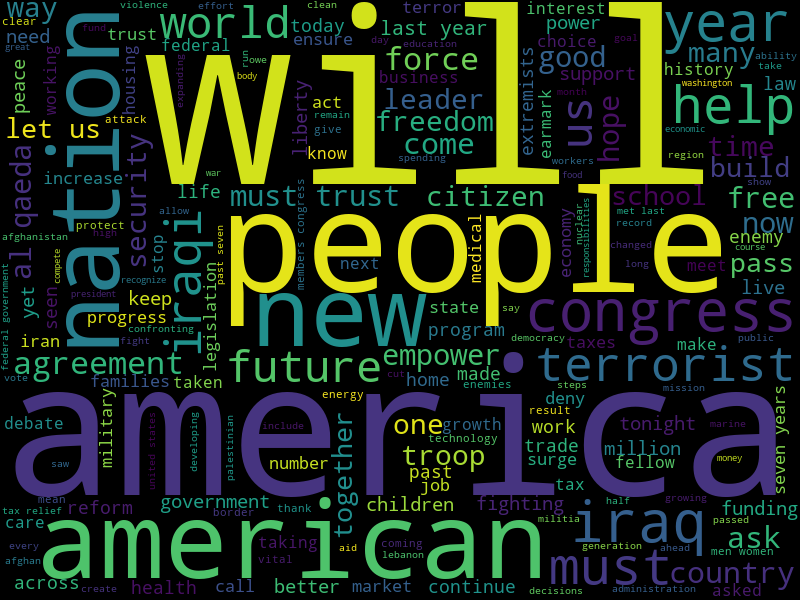 way
clear
need
violence
effort
trust
world
federal
fund
great
clean
today
ensure
terror
last year
interest
power
choice
year
many
good
support
history
ability
take
goal
will
nation
peace
working
housing
expanding
run
owe
body
day
education
force
business
leader
freedom
come
act
remain
give
know
spending
war
extremists
earmark
economic
workers
food
us
hope
washington
month
region
help
law
time
build
show
let us
attack
al qaeda
security
liberty
increase
life
must
trust
citizen
school
free
now
enemy
course
pass
met last
record
changed
long
meet
live
people
iraqi
stop
allow
protect
high
afghanistan
recognize
compete
federal government
yet
seen
keep
progress
president
confronting
fight
iran
legislation
past seven
members congress
next
medical
economy
nuclear
responsibilities
new
state
say
program
democracy
congress
taxes
make
public
agreement
future
empower
made
home
cut
enemies
terrorist
steps
mission
deny
vote
families
taken
energy
america
debate
saw
military
united states
developing
palestinian
include
number
together
one
growth
technology
troop
past
job
result
work
trade
surge
tonight
million
fellow
marine
money
seven years
mean
tax relief
reform
care
every
afghan
government
border
thank
children
fighting
tax
half
growing
funding
militia
passed
american
taking
vital
aid
coming
lebanon
iraq
generation
ahead
ask
men women
must
country
across
create
health
call
better
market
continue
decisions
administration
asked